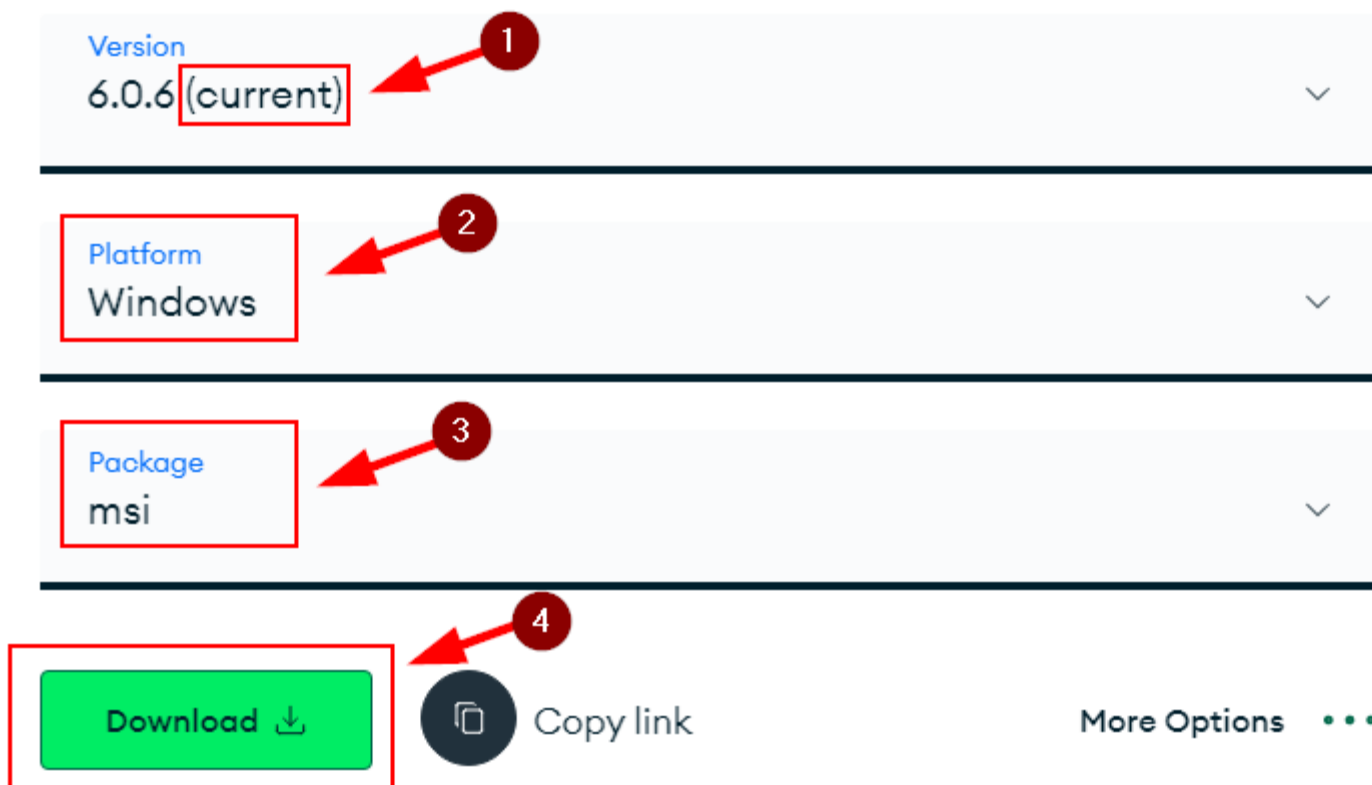 Version
1
6.0.6 (current)
2
Platform
Windows
3
Package
msi
4
Download
Copy link
More Options